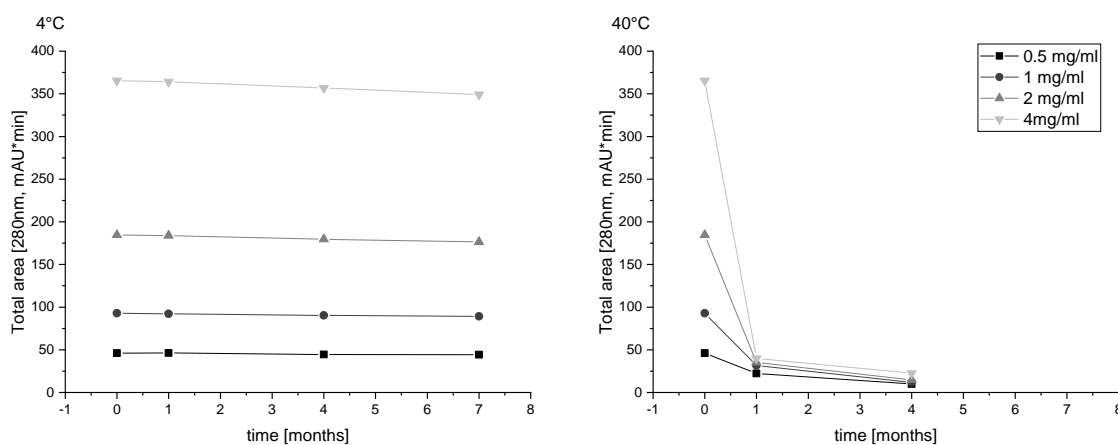 4°C
400
350
300
250
200
150
100
50
0
Total area [280nm, mAU*min]
-1 0 1 2 3 4 5 6 7 8
time [months]
40°C
400
350
300
250
200
150
100
50
0
Total area [280nm, mAU*min]
-1 0 1 2 3 4 5 6 7 8
time [months]
0.5 mg/ml
1 mg/ml
2 mg/ml
4mg/ml